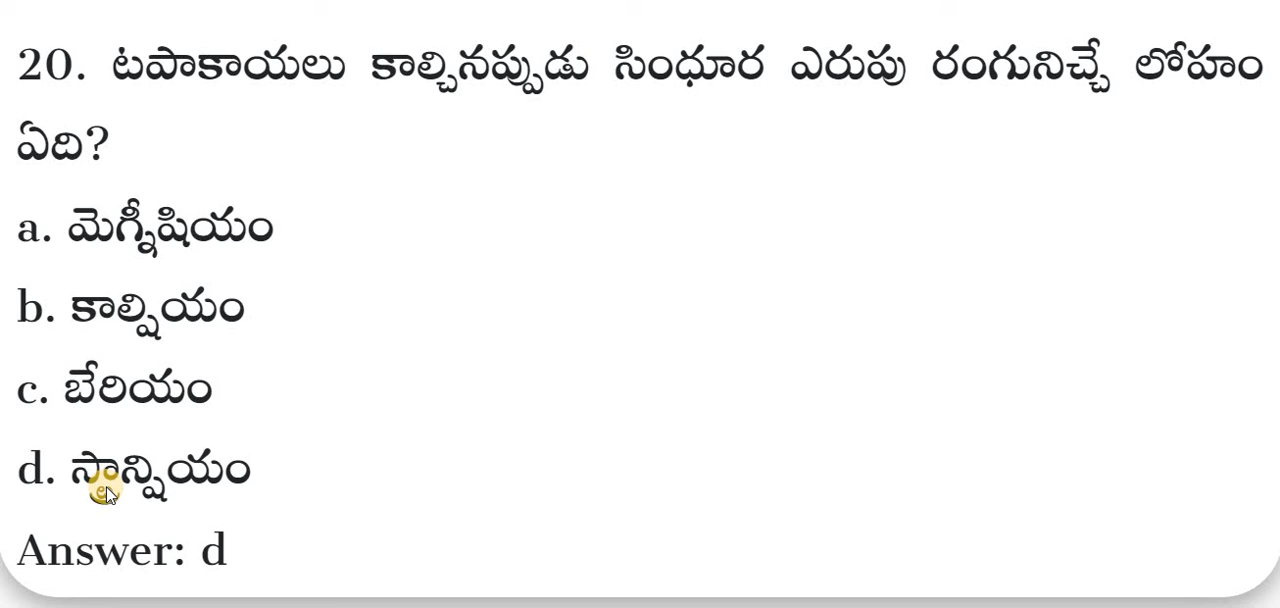 20. టపాకాయలు కాల్చినప్పుడు సింధూర ఎరుపు రంగునిచ్చే లోహం
ఏది?
a. మెగ్నీషియం
b. కాల్షియం
c. బేరియం
d. స్ట్రాన్షియం
Answer: d